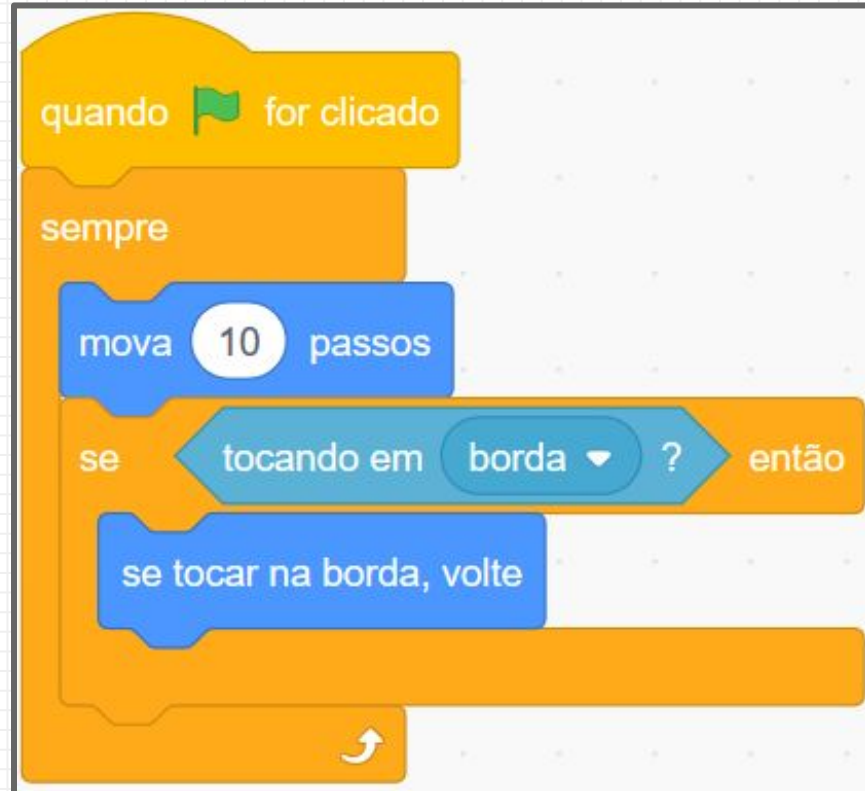 quando for clicado
sempre
mova 10 passos
se tocando em borda ? então
se tocar na borda, volte